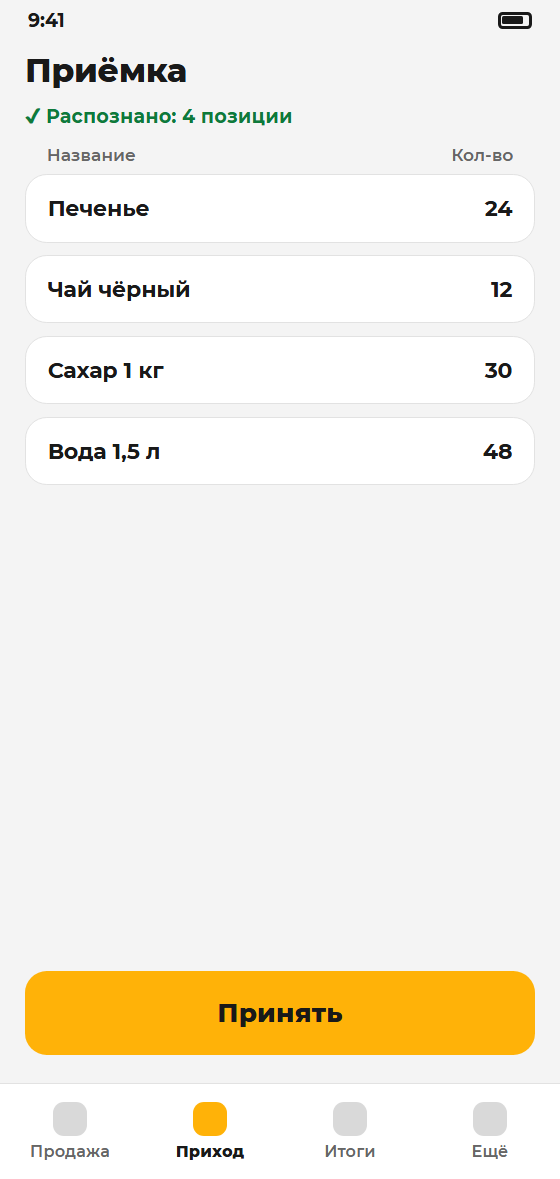 9:41
Приёмка
✓ Распознано: 4 позиции
Название Кол-во
Печенье 24
Чай чёрный 12
Сахар 1 кг 30
Вода 1,5 л 48
Принять
Продажа Приход Итоги Ещё